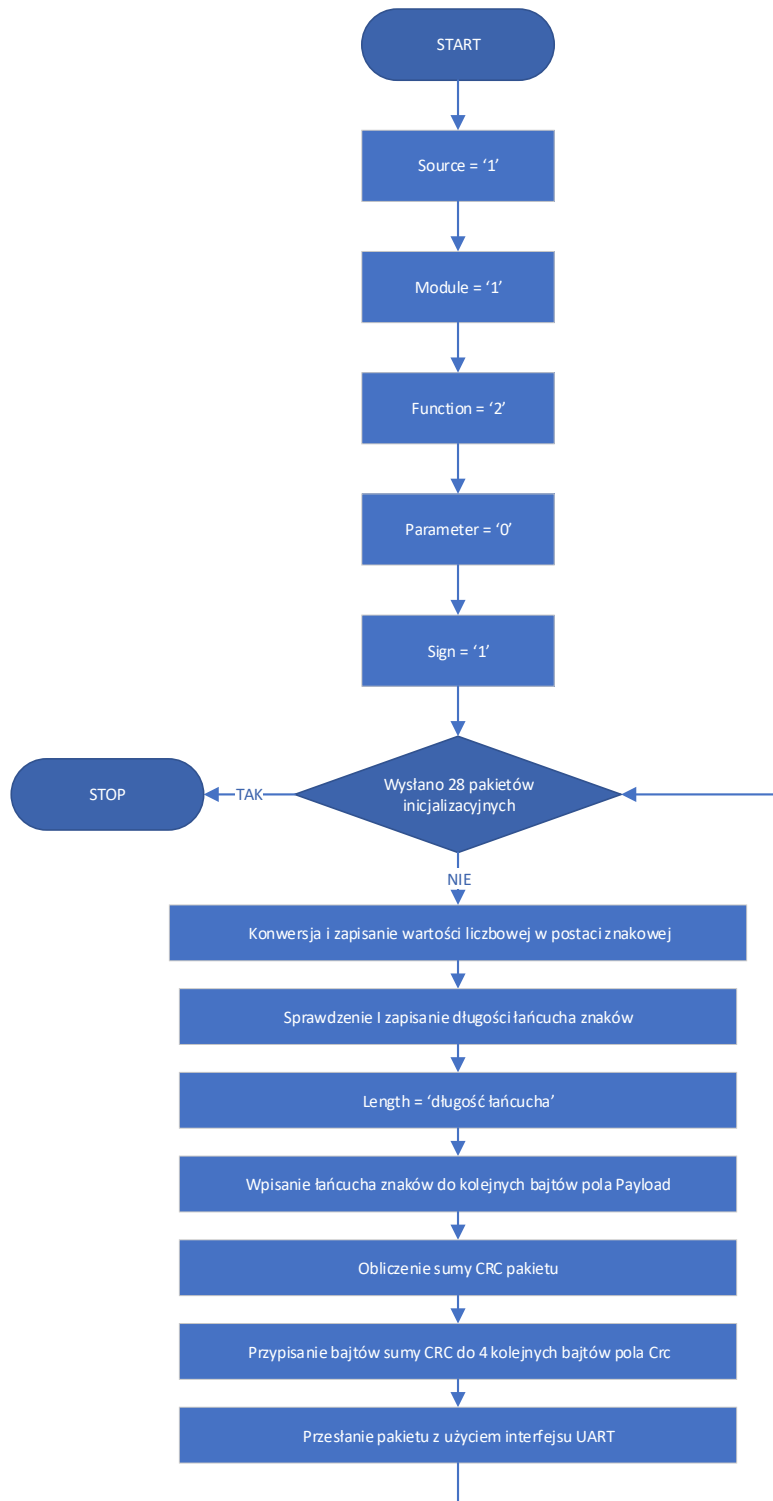 START
Source = ‘1’
Module = ‘1’
Function = ‘2’
Parameter = ‘0’
Sign = ‘1’
Wysłano 28 pakietów
inicjalizacyjnych
TAK
STOP
NIE
Konwersja i zapisanie wartości liczbowej w postaci znakowej
Sprawdzenie I zapisanie długości łańcucha znaków
Length = ‘długość łańcucha’
Wpisanie łańcucha znaków do kolejnych bajtów pola Payload
Obliczenie sumy CRC pakietu
Przypisanie bajtów sumy CRC do 4 kolejnych bajtów pola Crc
Przesłanie pakietu z użyciem interfejsu UART